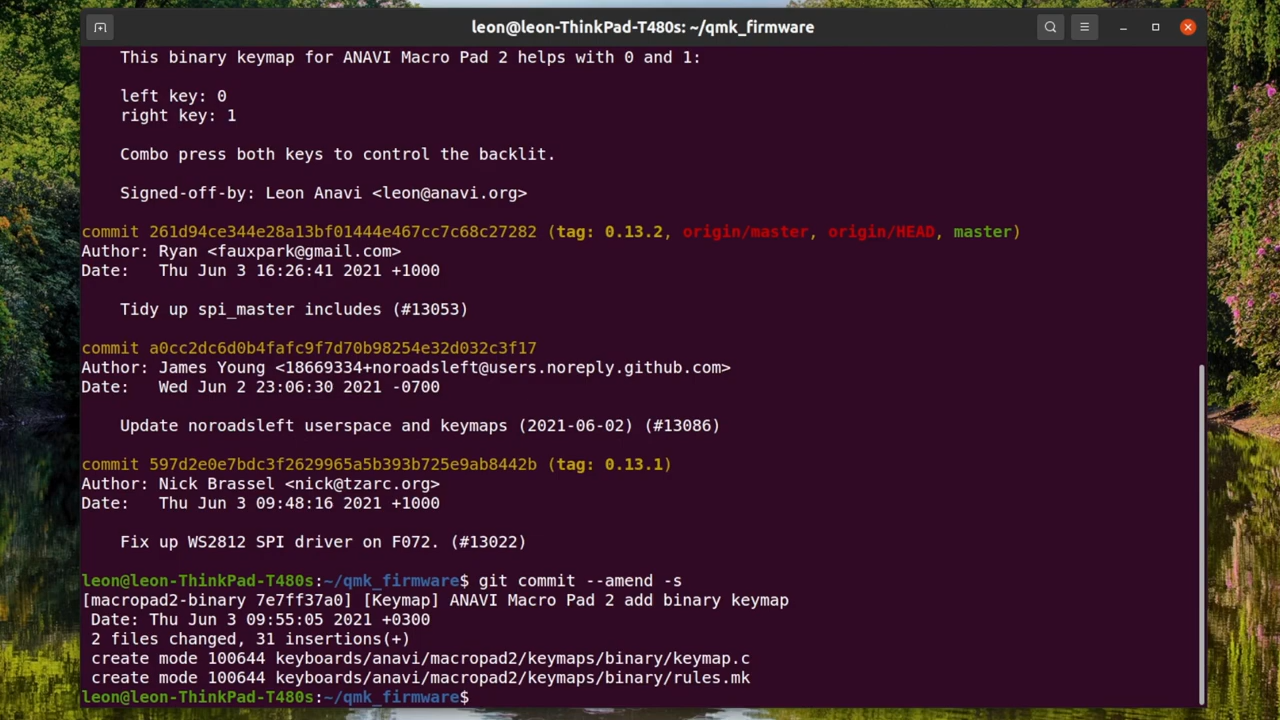 leon@leon-ThinkPad-T480s: ~/qmk_firmware
This binary keymap for ANAVI Macro Pad 2 helps with 0 and 1:
left key: 0
right key: 1
Combo press both keys to control the backlit.
Signed-off-by: Leon Anavi <leon@anavi.org>
commit 261d94ce344e28a13bf01444e467cc7c68c27282 (tag: 0.13.2, origin/master, origin/HEAD, master)
Author: Ryan <fauxpark@gmail.com>
Date:   Thu Jun 3 16:26:41 2021 +1000
Tidy up spi_master includes (#13053)
commit a0cc2dc6d0b4fafc9f7d70b98254e32d032c3f17
Author: James Young <18669334+noroadsleft@users.noreply.github.com>
Date:   Wed Jun 2 23:06:30 2021 -0700
Update noroadsleft userspace and keymaps (2021-06-02) (#13086)
commit 597d2e0e7bdc3f2629965a5b393b725e9ab8442b (tag: 0.13.1)
Author: Nick Brassel <nick@tzarc.org>
Date:   Thu Jun 3 09:48:16 2021 +1000
Fix up WS2812 SPI driver on F072. (#13022)
leon@leon-ThinkPad-T480s:~/qmk_firmware$ git commit --amend -s
[macropad2-binary 7e7ff37a0] [Keymap] ANAVI Macro Pad 2 add binary keymap
Date: Thu Jun 3 09:55:05 2021 +0300
2 files changed, 31 insertions(+)
create mode 100644 keyboards/anavi/macropad2/keymaps/binary/keymap.c
create mode 100644 keyboards/anavi/macropad2/keymaps/binary/rules.mk
leon@leon-ThinkPad-T480s:~/qmk_firmware$